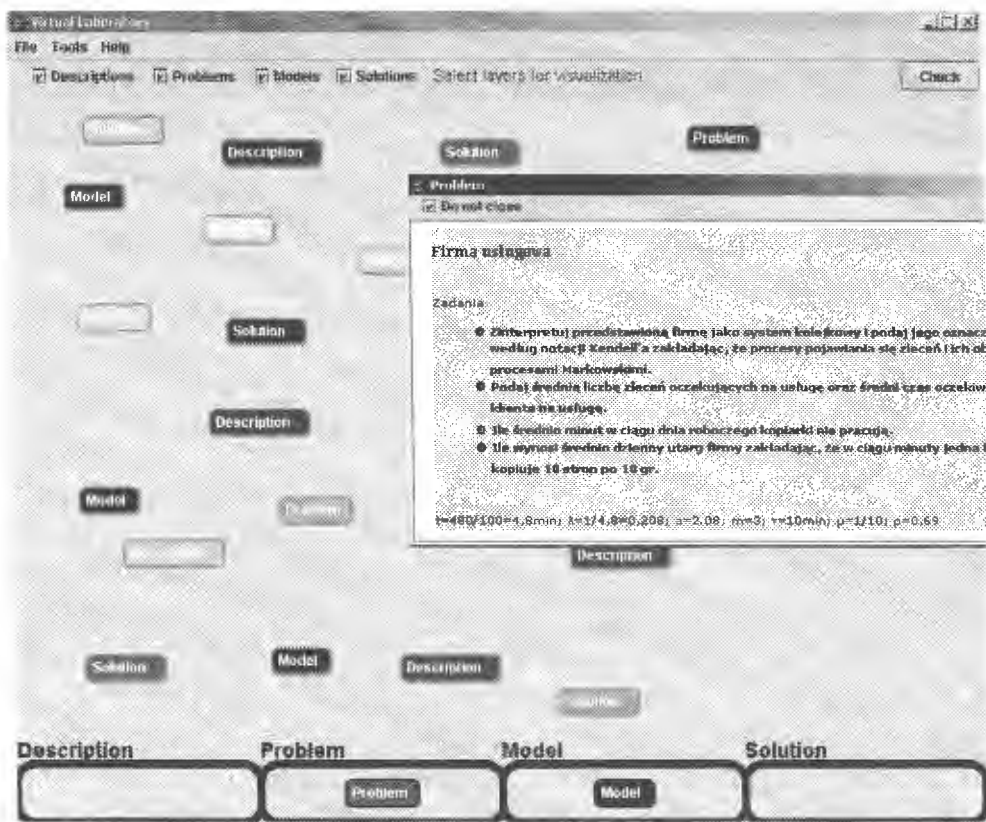 Virtual Laboratory
File Tools Help
Descriptions Problems Models Solutions Select layers for visualization Check
Description Solution Problem
Model
Problem
Do not close
Firma usługowa
Zadania
Zinterpretuj przedstawioną firmę jako system kolejkowy i podaj jego oznacz
według notacji Kendell'a zakładając, że procesy pojawiania się zleceń i ich ob
procesami Markowskimi.
Podaj średnią liczbę zleceń oczekujących na usługę oraz średni czas oczekiw
klienta na usługę.
Ile średnio minut w ciągu dnia roboczego kopiarki nie pracują.
Ile wynosi średnio dzienny utarg firmy zakładając, że w ciągu minuty jedna
kopiuje 10 stron po 10 gr.
t=480/100=4,8min; λ=1/4,8=0,208; a=2.08; m=3; τ=10min; μ=1/10; ρ=0.69
Solution
Description
Model
Description
Solution Model Description
Description Problem Model Solution
Problem Model